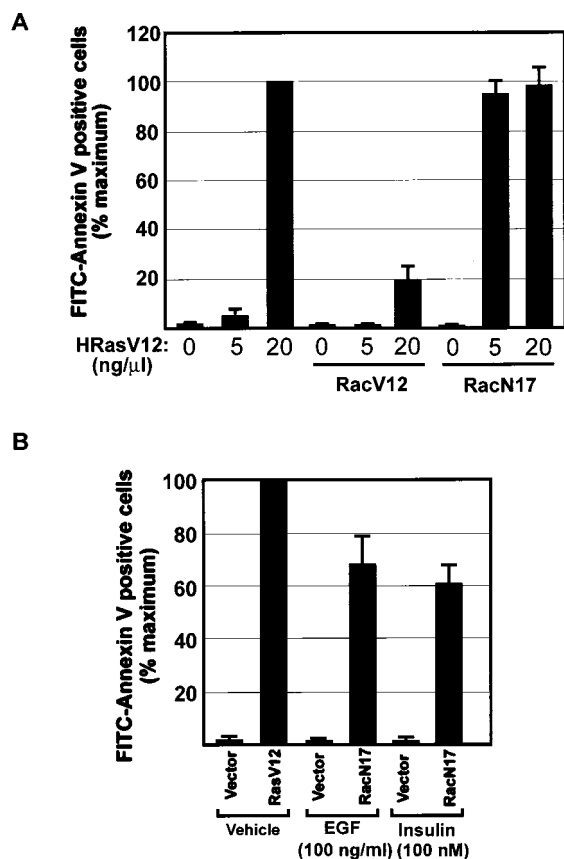 A
FITC-Annexin V positive cells
(% maximum)
120
100
80
60
40
20
HRasV12: 0 5 20 0 5 20 0 5 20
(ng/μl)
RacV12 RacN17
B
FITC-Annexin V positive cells
(% maximum)
100
80
60
40
20
Vector RasV12 Vector RacN17 Vector RacN17
Vehicle EGF Insulin
(100 ng/ml) (100 nM)